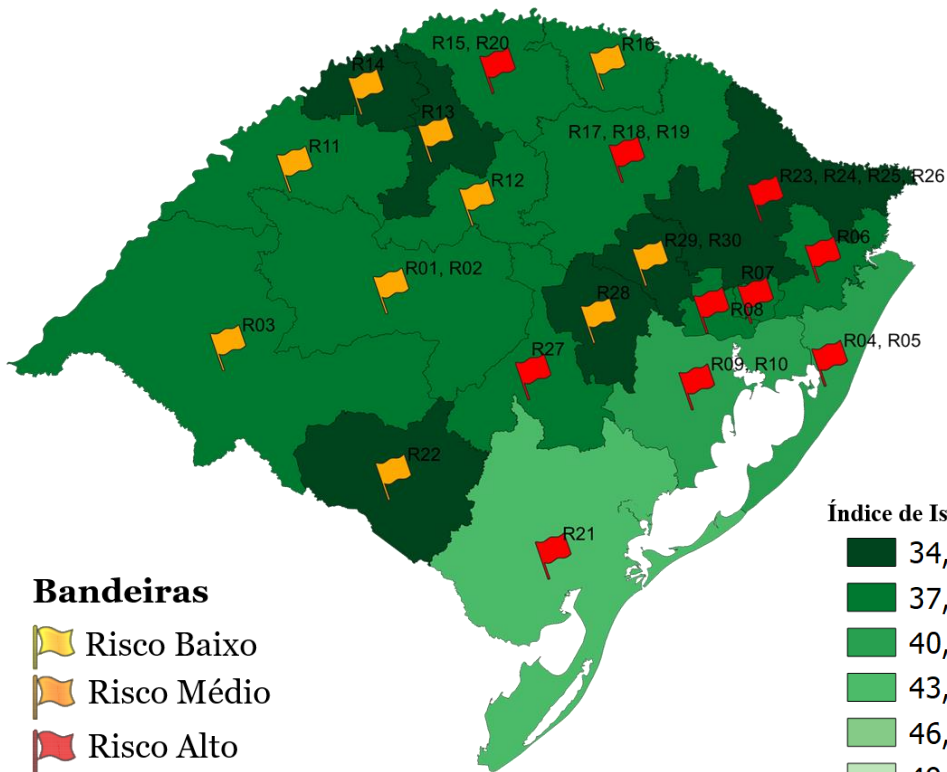 R15, R20
R16
R14
R13
R17, R18, R19
R11
R12
R23, R24, R25, R26
R29, R30
R06
R01, R02
R07
R28
R08
R03
R04, R05
R27
R09, R10
R22
R21
Índice de Is
34,
37,
40,
43,
46,
Bandeiras
Risco Baixo
Risco Médio
Risco Alto